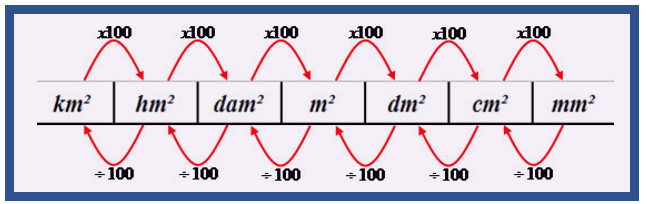 x100 x100 x100 x100 x100 x100
km² hm² dam² m² dm² cm² mm²
÷100 ÷100 ÷100 ÷100 ÷100 ÷100